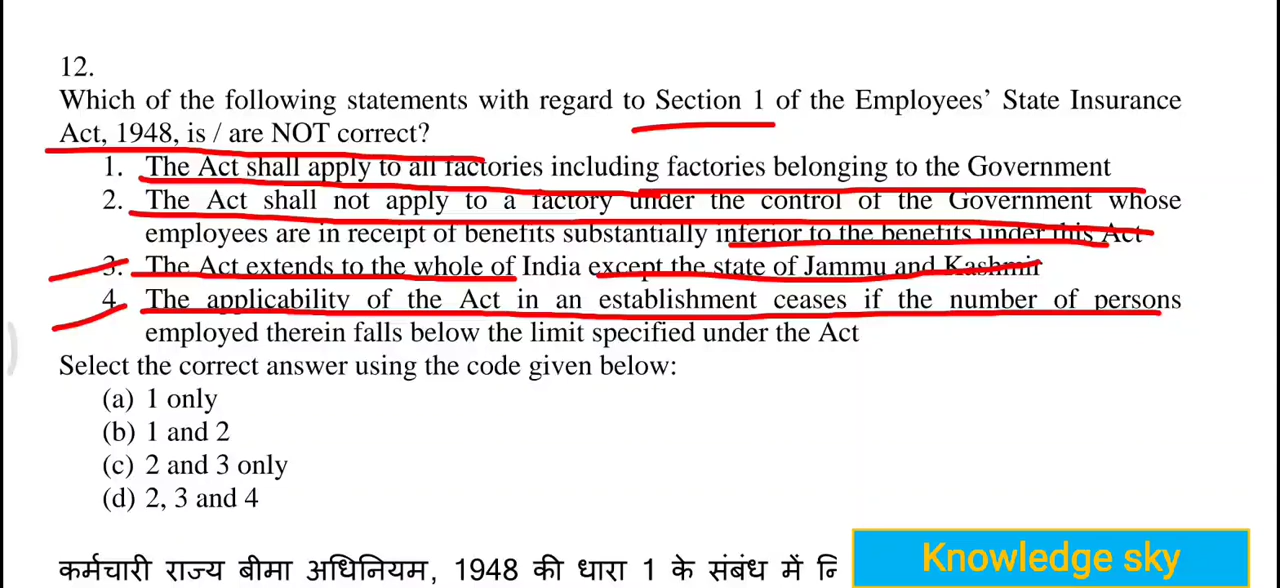 12.
Which of the following statements with regard to Section 1 of the Employees’ State Insurance
Act, 1948, is / are NOT correct?
1. The Act shall apply to all factories including factories belonging to the Government
2. The Act shall not apply to a factory under the control of the Government whose
employees are in receipt of benefits substantially inferior to the benefits under this Act
3. The Act extends to the whole of India except the state of Jammu and Kashmir
4. The applicability of the Act in an establishment ceases if the number of persons
employed therein falls below the limit specified under the Act
Select the correct answer using the code given below:
(a) 1 only
(b) 1 and 2
(c) 2 and 3 only
(d) 2, 3 and 4
कर्मचारी राज्य बीमा अधिनियम, 1948 की धारा 1 के संबंध में
Knowledge sky